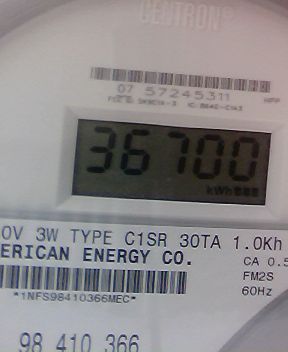 CENTRON®
07 57245311
36700
kWh
0V 3W TYPE C1SR 30TA 1.0Kh
ERICAN ENERGY CO.
CA 0.5
FM2S
*1NFS98410366MEC*
60Hz
98 410 366